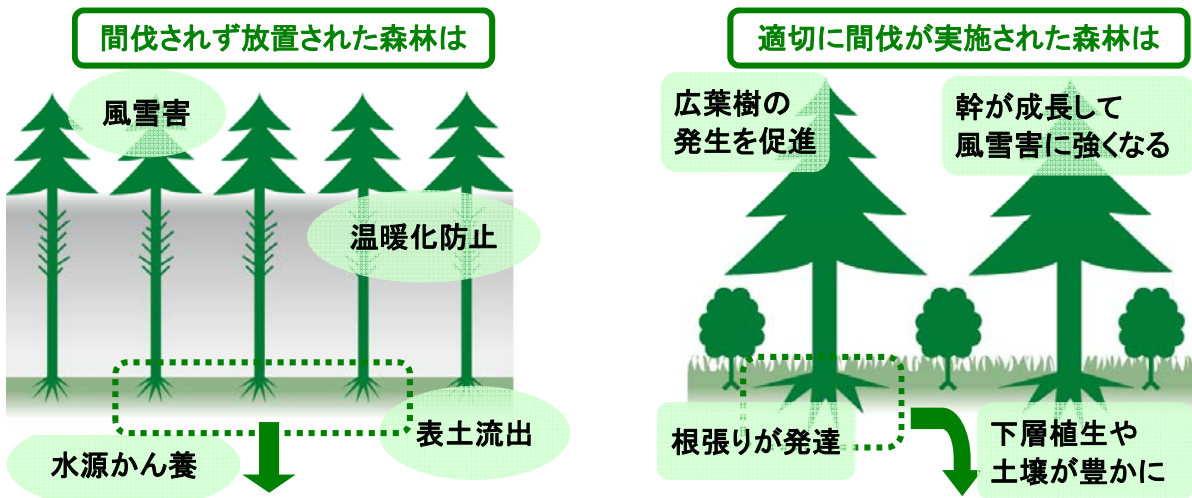 間伐されず放置された森林は
風雪害
温暖化防止
表土流出
水源かん養
適切に間伐が実施された森林は
広葉樹の
発生を促進
幹が成長して
風雪害に強くなる
根張りが発達
下層植生や
土壌が豊かに